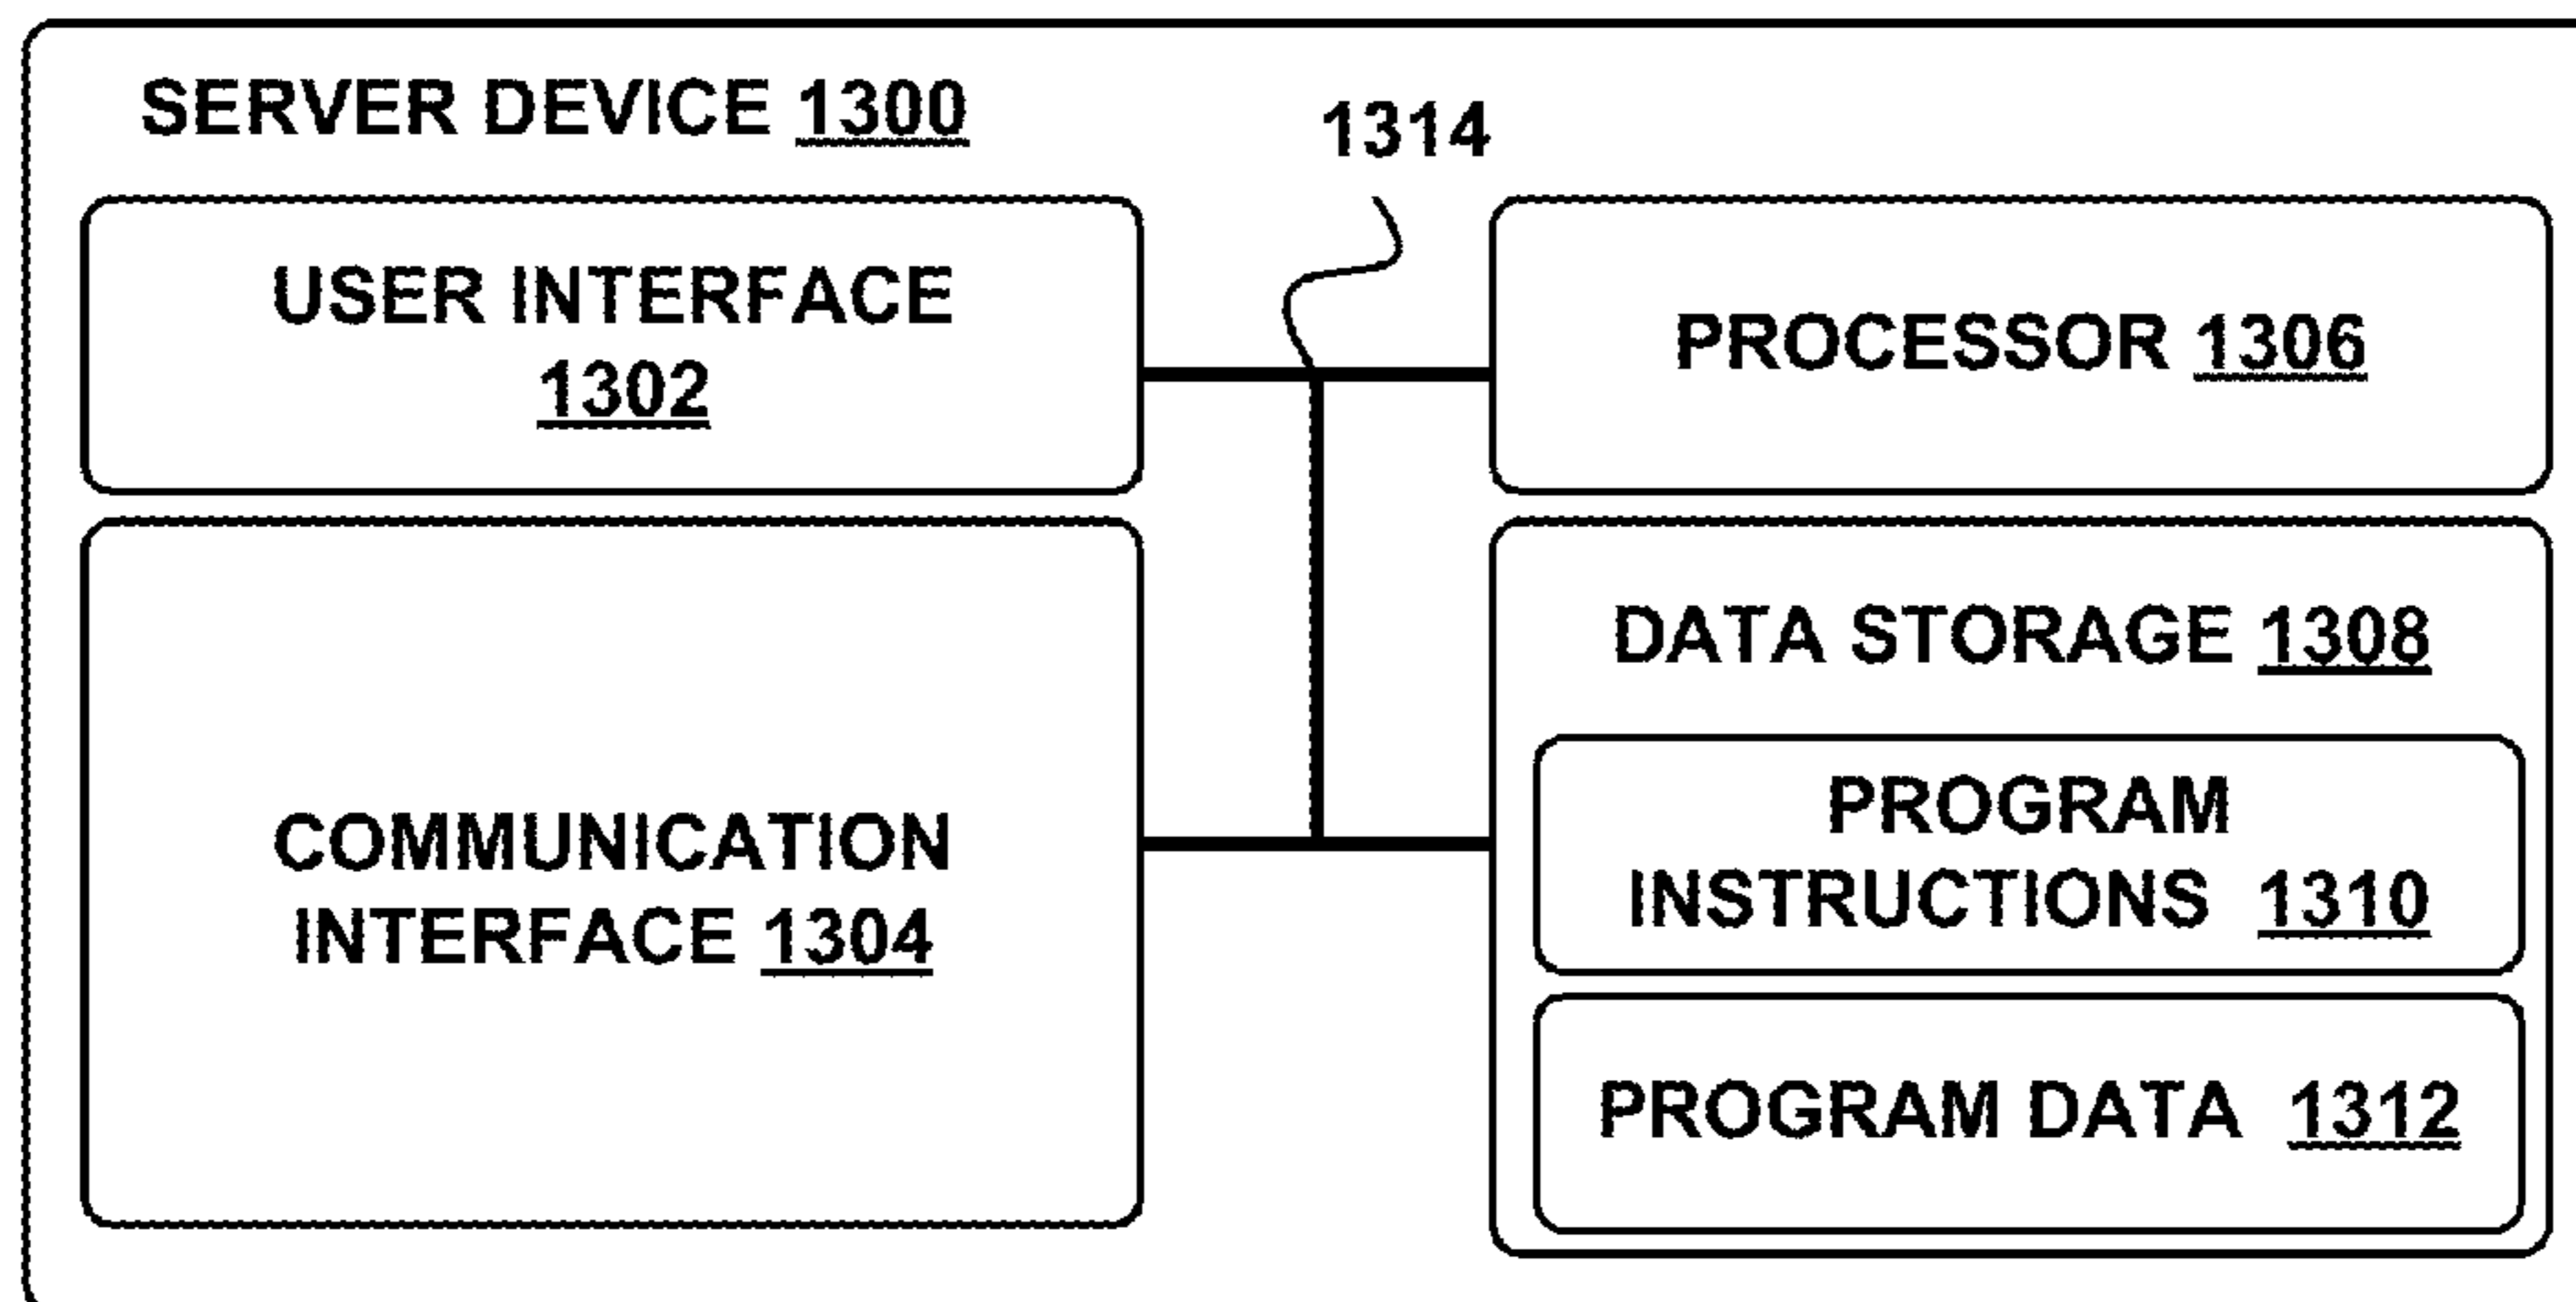 SERVER DEVICE 1300
1314
USER INTERFACE
1302
PROCESSOR 1306
COMMUNICATION
INTERFACE 1304
DATA STORAGE 1308
PROGRAM
INSTRUCTIONS 1310
PROGRAM DATA 1312